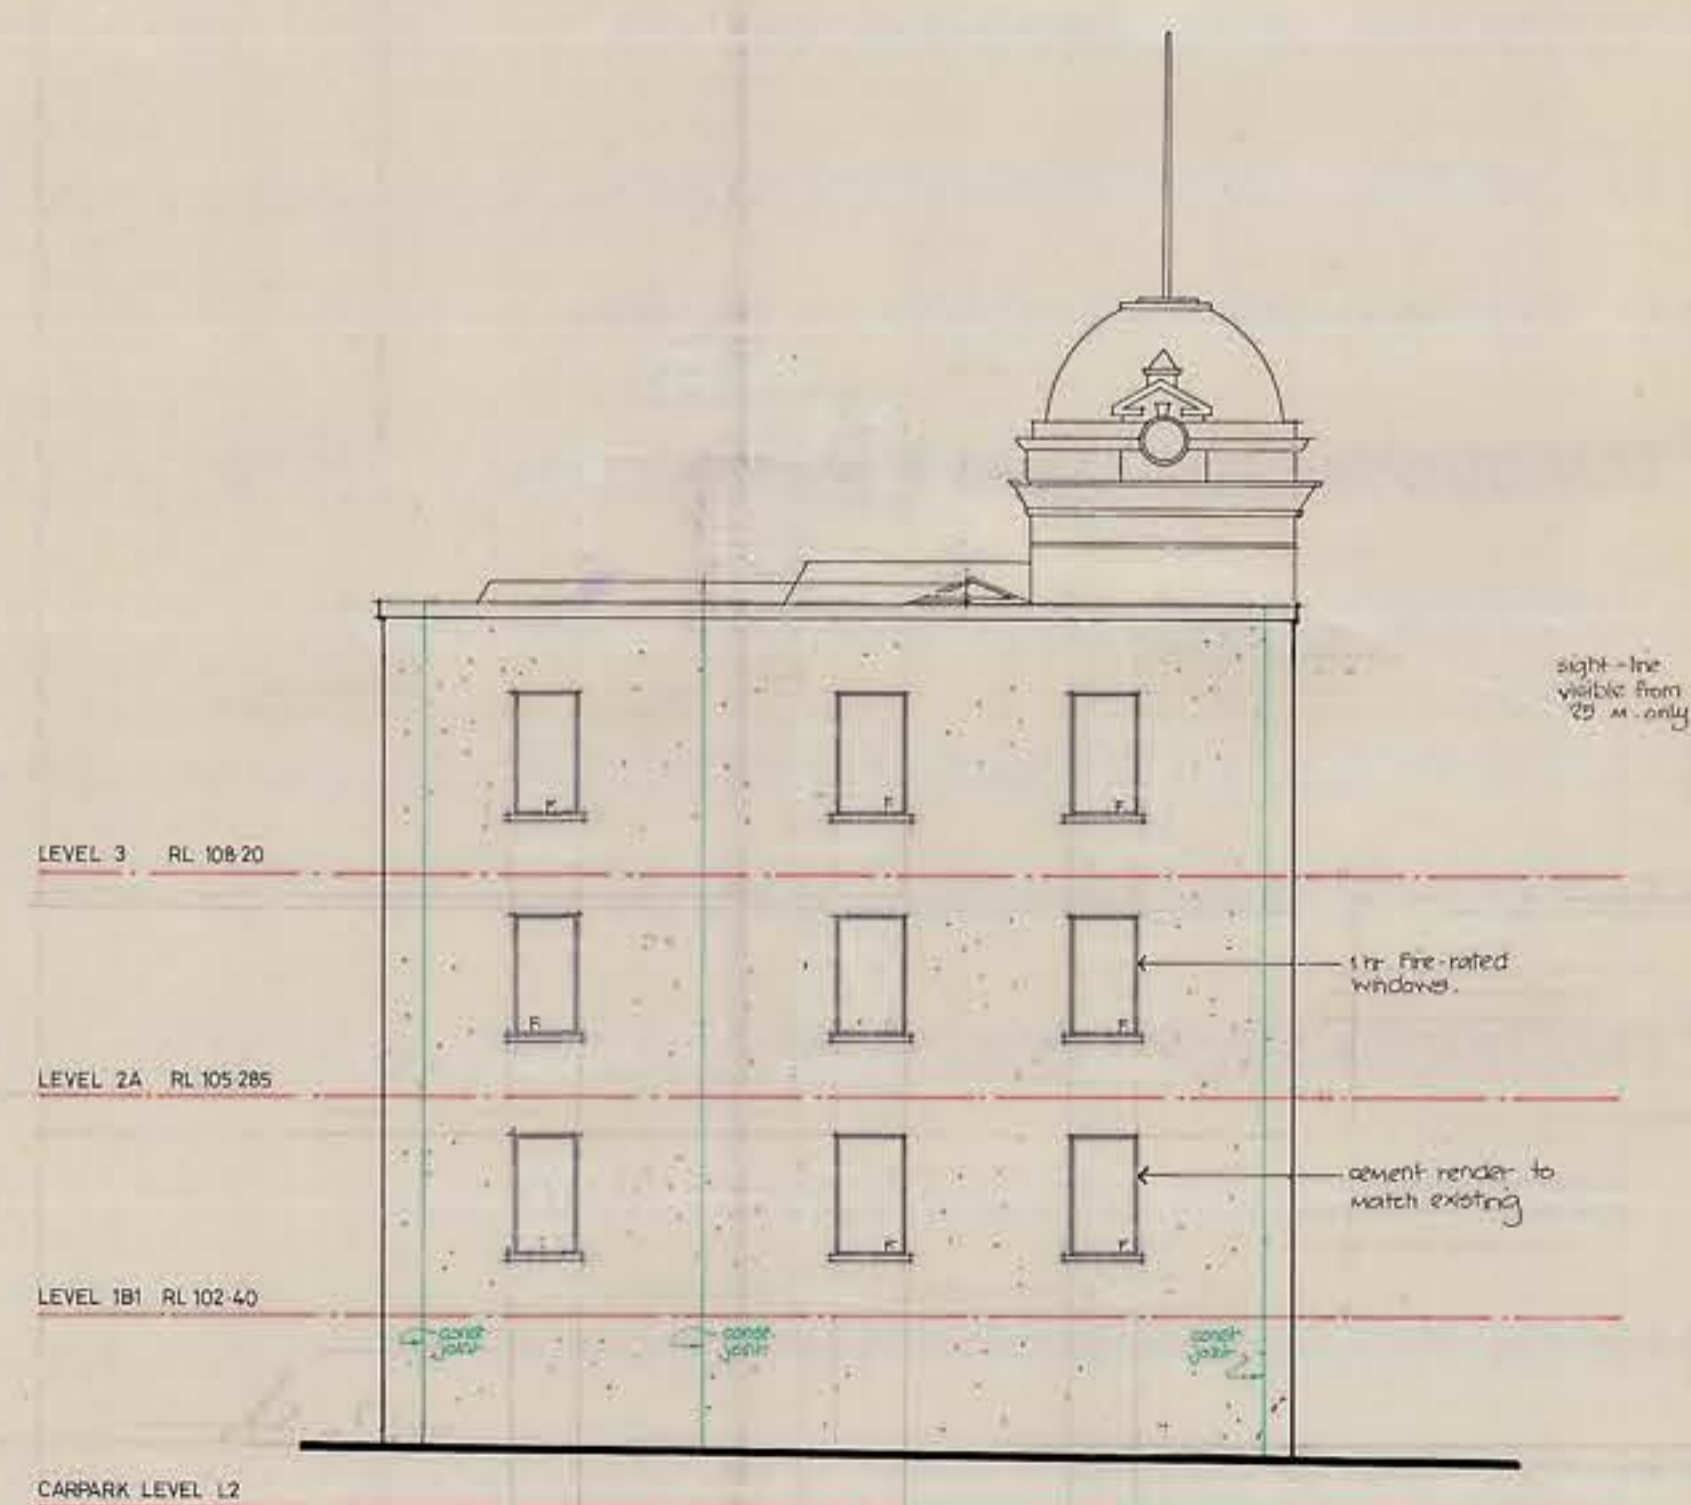 sight-line
visible from
25 M. only
F F F
LEVEL 3 RL 108·20
1 hr Fire-rated
windows.
F F
LEVEL 2A RL 105·285
cement render to
match existing
F F
LEVEL 1B1 RL 102·40
const
joint
const
joint
const
joint
CARPARK LEVEL L2